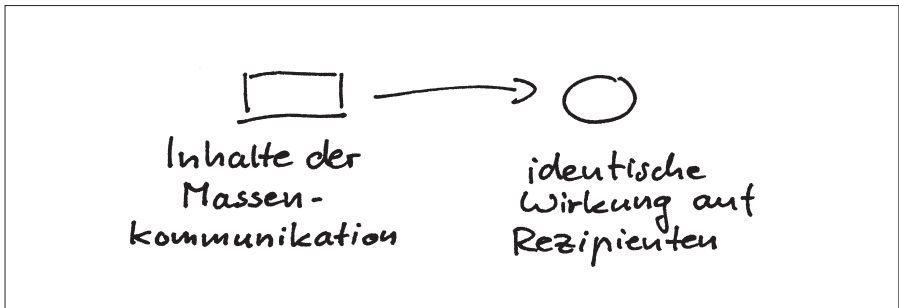 Inhalte der
Massen-
kommunikation
identische
Wirkung auf
Rezipienten